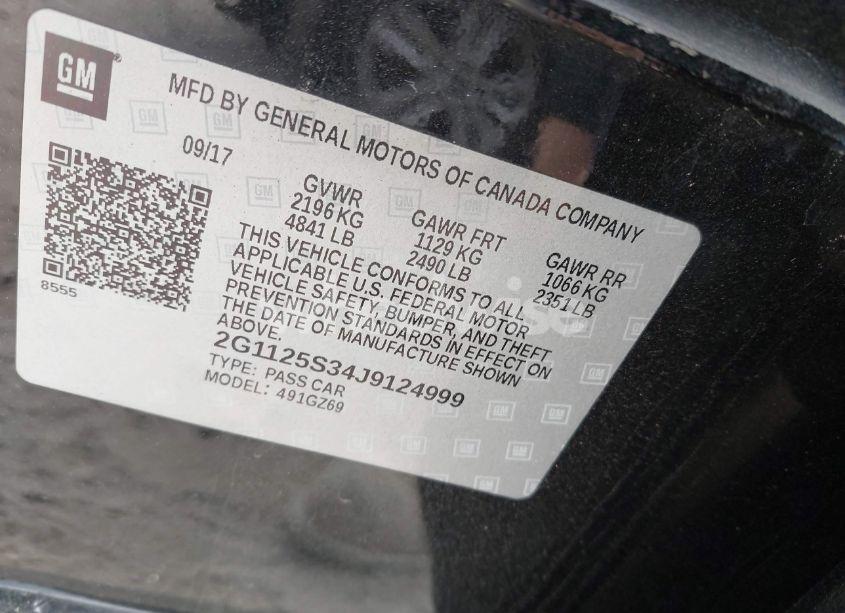 GM
MFD BY GENERAL MOTORS OF CANADA COMPANY
09/17
GVWR
2196 KG
4841 LB
GAWR FRT
1129 KG
2490 LB
GAWR RR
1066 KG
2351 LB
THIS VEHICLE CONFORMS TO ALL
APPLICABLE U.S. FEDERAL MOTOR
VEHICLE SAFETY, BUMPER, AND THEFT
PREVENTION STANDARDS IN EFFECT ON
THE DATE OF MANUFACTURE SHOWN
ABOVE.
8555
2G1125S34J9124999
TYPE: PASS CAR
MODEL: 491GZ69